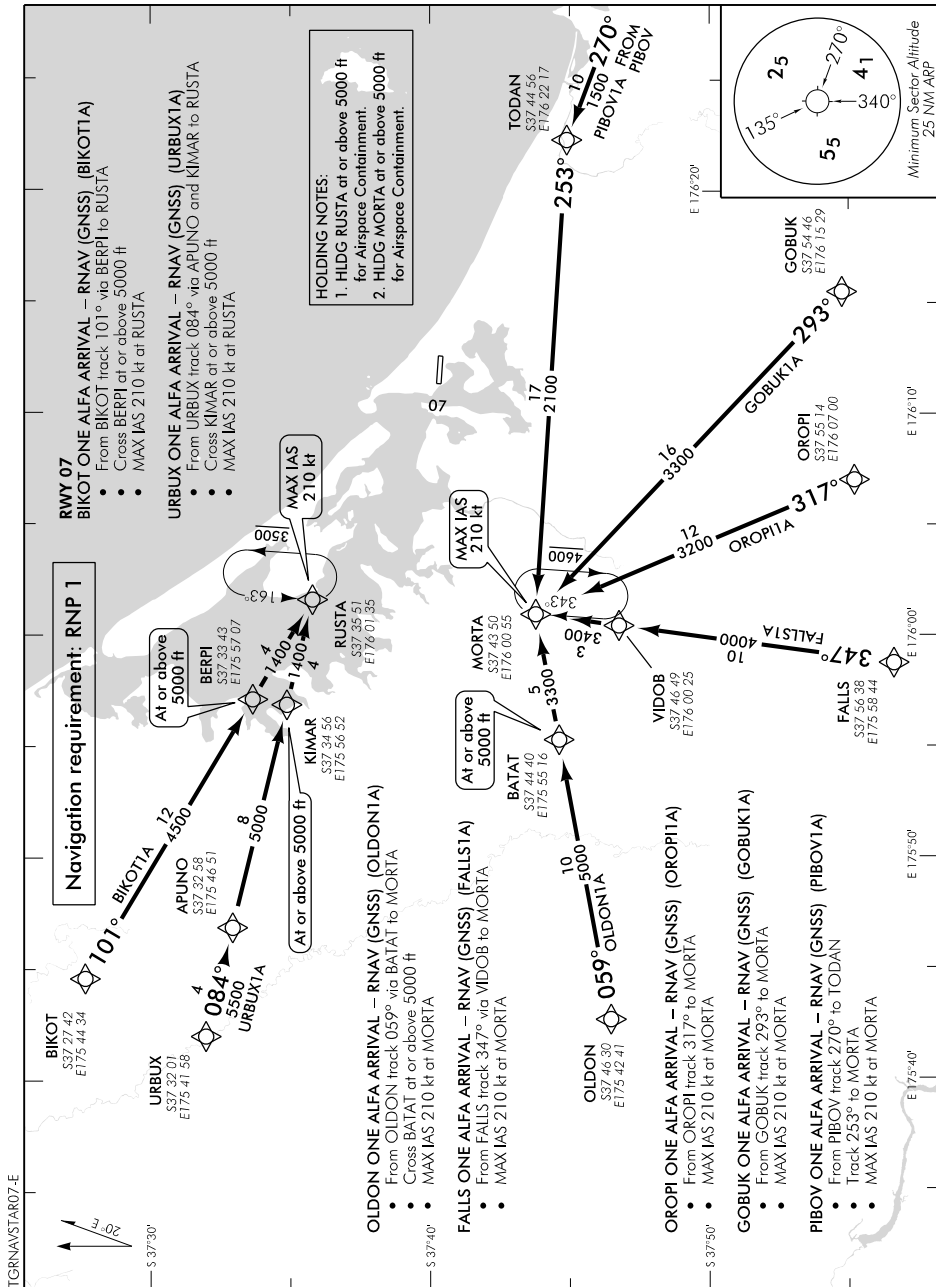 TGRNAVSTAR07-E
20° E
Navigation requirement: RNP 1
RWY 07
BIKOT ONE ALFA ARRIVAL – RNAV (GNSS) (BIKOT1A)
• From BIKOT track 101° via BERPI to RUSTA
• Cross BERPI at or above 5000 ft
• MAX IAS 210 kt at RUSTA
URBUX ONE ALFA ARRIVAL – RNAV (GNSS) (URBUX1A)
• From URBUX track 084° via APUNO and KIMAR to RUSTA
• Cross KIMAR at or above 5000 ft
• MAX IAS 210 kt at RUSTA
HOLDING NOTES:
1. HLDG RUSTA at or above 5000 ft
for Airspace Containment.
2. HLDG MORTA at or above 5000 ft
for Airspace Containment.
BIKOT
S37 27 42
E175 44 34
101°
BIKOT1A
12
4500
URBUX
S37 32 01
E175 41 58
084°
4
5500
URBUX1A
APUNO
S37 32 58
E175 46 51
8
5000
At or above
5000 ft
BERPI
S37 33 43
E175 57 07
4
1400
1400
4
KIMAR
S37 34 56
E175 56 52
At or above 5000 ft
RUSTA
S37 35 51
E176 01 35
163°
3500
MAX IAS
210 kt
07
TODAN
S37 44 56
E176 22 17
270°
10
1500
PIBOV1A
FROM
PIBOV
253°
17
2100
MAX IAS
210 kt
MORTA
S37 43 50
E176 00 55
343°
4600
At or above
5000 ft
BATAT
S37 44 40
E175 55 16
5
3300
10
5000
059°
OLDON1A
OLDON
S37 46 30
E175 42 41
3
3400
VIDOB
S37 46 49
E176 00 25
10
4000
FALLS1A
347°
FALLS
S37 56 38
E175 58 44
12
3200
OROPI1A
317°
OROPI
S37 55 14
E176 07 00
16
3300
GOBUK1A
293°
GOBUK
S37 54 46
E176 15 29
OLDON ONE ALFA ARRIVAL – RNAV (GNSS) (OLDON1A)
• From OLDON track 059° via BATAT to MORTA
• Cross BATAT at or above 5000 ft
• MAX IAS 210 kt at MORTA
FALLS ONE ALFA ARRIVAL – RNAV (GNSS) (FALLS1A)
• From FALLS track 347° via VIDOB to MORTA
• MAX IAS 210 kt at MORTA
OROPI ONE ALFA ARRIVAL – RNAV (GNSS) (OROPI1A)
• From OROPI track 317° to MORTA
• MAX IAS 210 kt at MORTA
GOBUK ONE ALFA ARRIVAL – RNAV (GNSS) (GOBUK1A)
• From GOBUK track 293° to MORTA
• MAX IAS 210 kt at MORTA
PIBOV ONE ALFA ARRIVAL – RNAV (GNSS) (PIBOV1A)
• From PIBOV track 270° to TODAN
• Track 253° to MORTA
• MAX IAS 210 kt at MORTA
135°
25
270°
41
340°
55
Minimum Sector Altitude
25 NM ARP
S 37°30'
S 37°40'
S 37°50'
E 175°40'
E 175°50'
E 176°00'
E 176°10'
E 176°20'